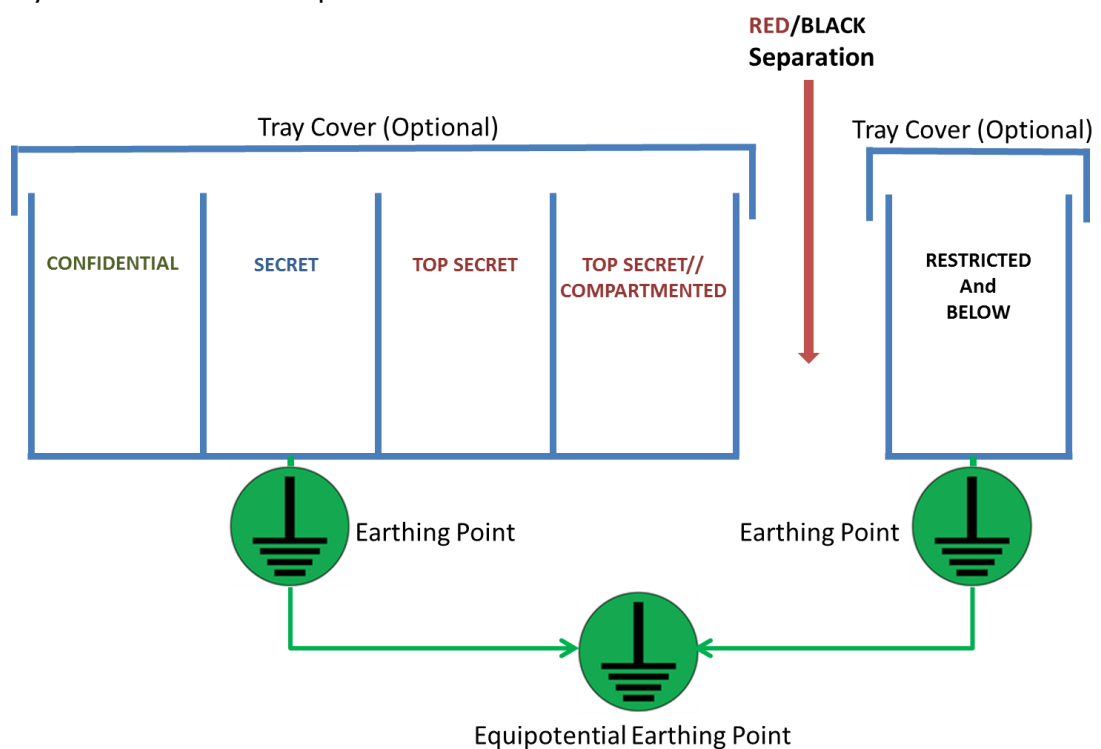 RED/BLACK
Separation
Tray Cover (Optional)
Tray Cover (Optional)
CONFIDENTIAL
SECRET
TOP SECRET
TOP SECRET//
COMPARTMENTED
RESTRICTED
And
BELOW
Earthing Point
Earthing Point
Equipotential Earthing Point